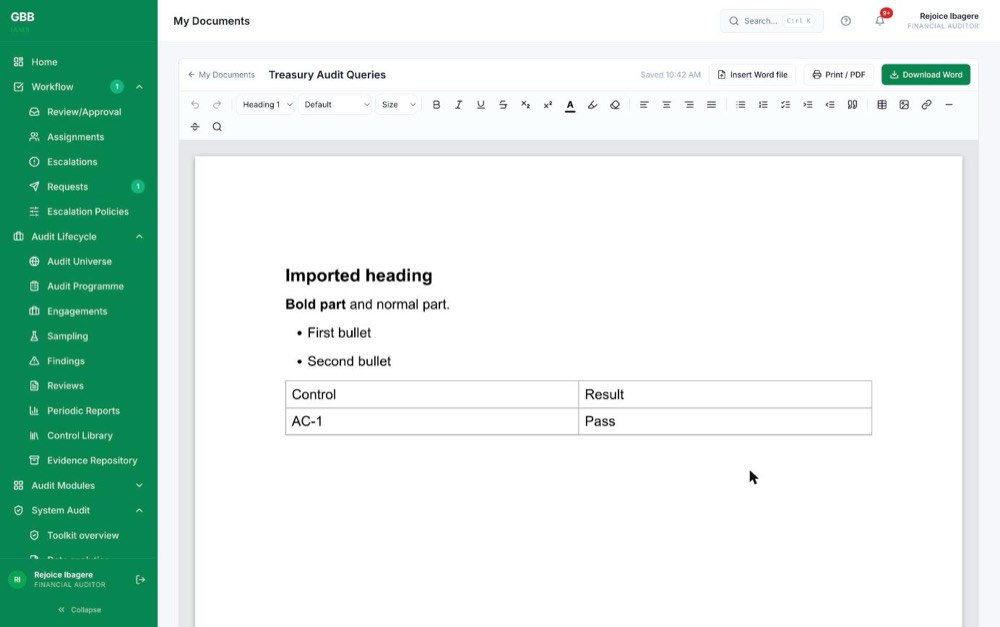 GBB
My Documents
Search...
Ctrl K
9+
Rejoice Ibagere
FINANCIAL AUDITOR
Home
Workflow
1
Review/Approval
Assignments
Escalations
Requests
1
Escalation Policies
Audit Lifecycle
Audit Universe
Audit Programme
Engagements
Sampling
Findings
Reviews
Periodic Reports
Control Library
Evidence Repository
Audit Modules
System Audit
Toolkit overview
RI
Rejoice Ibagere
FINANCIAL AUDITOR
Collapse
My Documents
Treasury Audit Queries
Saved 10:42 AM
Insert Word file
Print / PDF
Download Word
Heading 1
Default
Size
Imported heading
Bold part and normal part.
• First bullet
• Second bullet
Control Result
AC-1 Pass